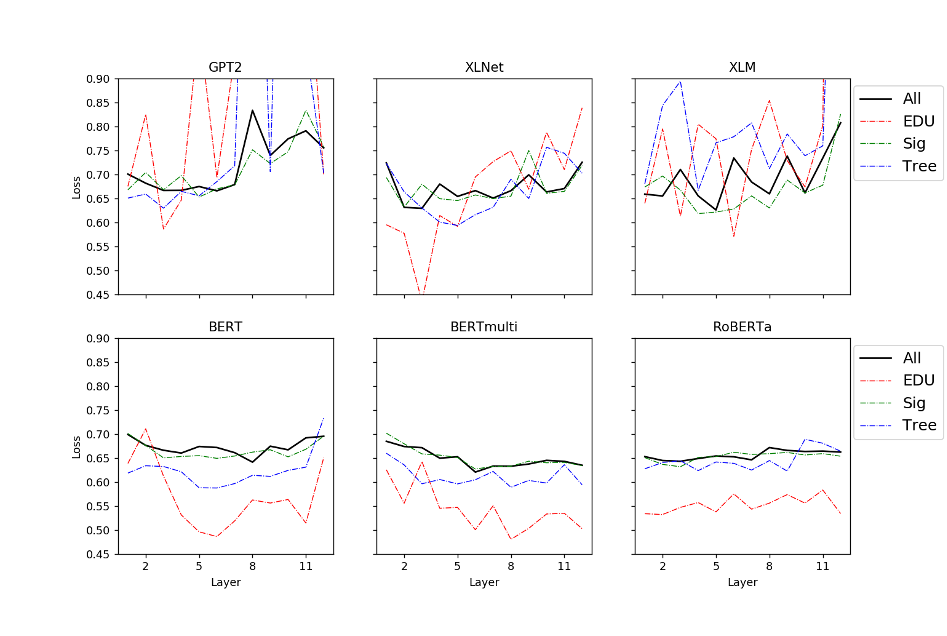 GPT2 XLNet XLM
0.90
0.85
0.80
0.75
0.70
0.65
0.60
0.55
0.50
0.45
Loss
All
EDU
Sig
Tree
BERT BERTmulti RoBERTa
0.90
0.85
0.80
0.75
0.70
0.65
0.60
0.55
0.50
0.45
Loss
2 5 8 11 2 5 8 11 2 5 8 11
Layer Layer Layer
All
EDU
Sig
Tree